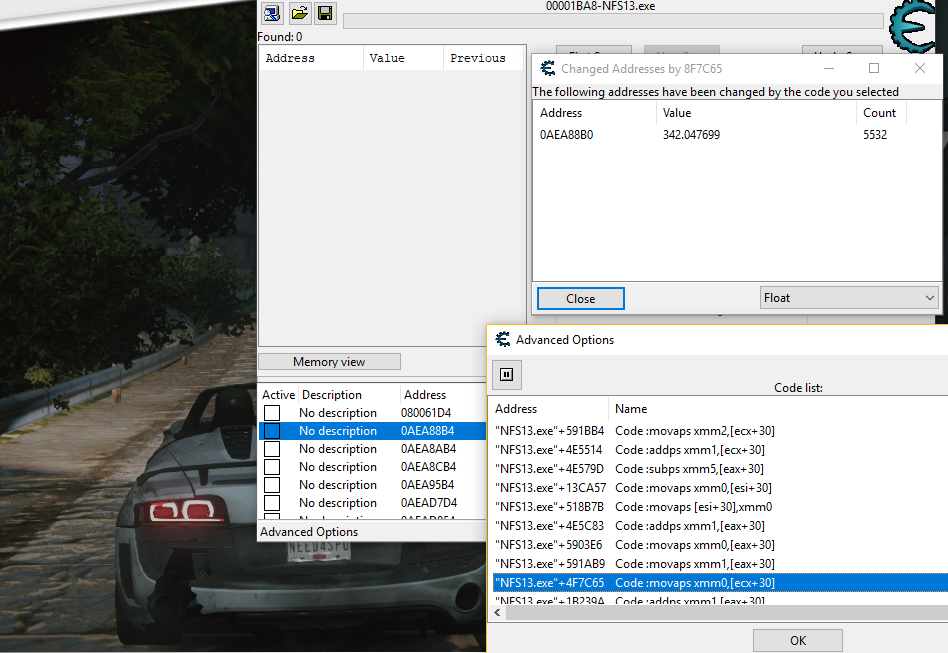 00001BA8-NFS13.exe
Found: 0
Address Value Previous
Changed Addresses by 8F7C65
The following addresses have been changed by the code you selected
Address Value Count
0AEA88B0 342.047699 5532
Close Float
Memory view
Active Description Address
No description 080061D4
No description 0AEA88B4
No description 0AEA8AB4
No description 0AEA8CB4
No description 0AEA95B4
No description 0AEAD7D4
Advanced Options
Advanced Options
Code list:
Address Name
"NFS13.exe"+591BB4 Code :movaps xmm2,[ecx+30]
"NFS13.exe"+4E5514 Code :addps xmm1,[ecx+30]
"NFS13.exe"+4E579D Code :subps xmm5,[eax+30]
"NFS13.exe"+13CA57 Code :movaps xmm0,[esi+30]
"NFS13.exe"+518B7B Code :movaps [esi+30],xmm0
"NFS13.exe"+4E5C83 Code :addps xmm1,[eax+30]
"NFS13.exe"+5903E6 Code :movaps xmm0,[eax+30]
"NFS13.exe"+591AB9 Code :movaps xmm1,[ecx+30]
"NFS13.exe"+4F7C65 Code :movaps xmm0,[ecx+30]
"NFS13.exe"+1B239A Code :addps xmm1,[eax+30]
OK
NEED4SPD